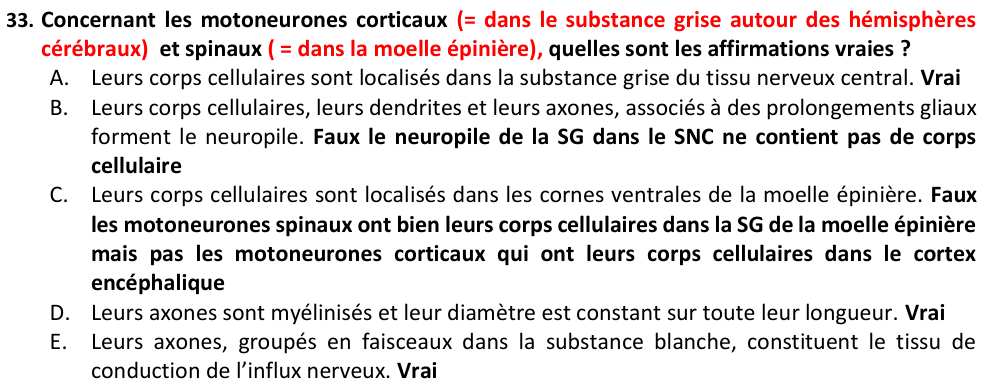 33. Concernant les motoneurones corticaux (= dans le substance grise autour des hémisphères
cérébraux) et spinaux ( = dans la moelle épinière), quelles sont les affirmations vraies ?
A. Leurs corps cellulaires sont localisés dans la substance grise du tissu nerveux central. Vrai
B. Leurs corps cellulaires, leurs dendrites et leurs axones, associés à des prolongements gliaux
forment le neuropile. Faux le neuropile de la SG dans le SNC ne contient pas de corps
cellulaire
C. Leurs corps cellulaires sont localisés dans les cornes ventrales de la moelle épinière. Faux
les motoneurones spinaux ont bien leurs corps cellulaires dans la SG de la moelle épinière
mais pas les motoneurones corticaux qui ont leurs corps cellulaires dans le cortex
encéphalique
D. Leurs axones sont myélinisés et leur diamètre est constant sur toute leur longueur. Vrai
E. Leurs axones, groupés en faisceaux dans la substance blanche, constituent le tissu de
conduction de l’influx nerveux. Vrai